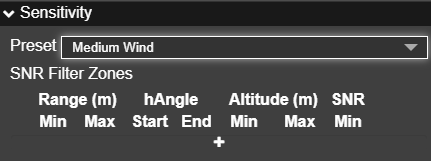 Sensitivity
Preset Medium Wind
SNR Filter Zones
Range (m) hAngle Altitude (m) SNR
Min Max Start End Min Max Min
+